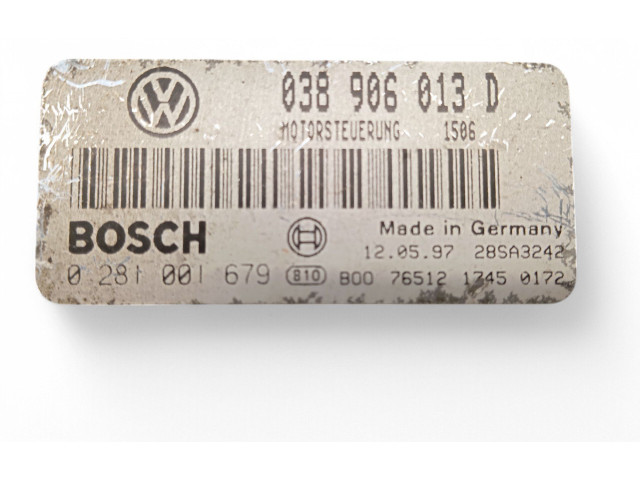 038 906 013 D
MOTORSTEUERUNG 1506
BOSCH
Made in Germany
12.05.97 28SA3242
0 281 001 679 810 B00 76512 1745 0172